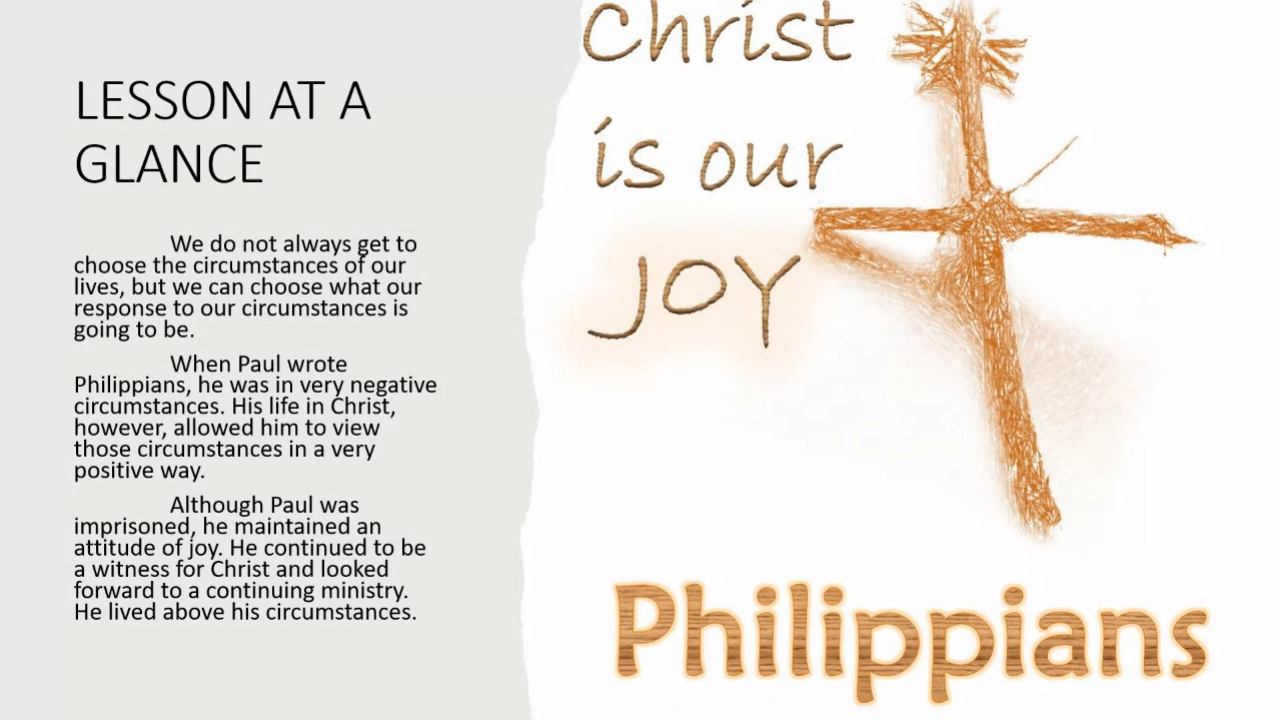 LESSON AT A
GLANCE
We do not always get to
choose the circumstances of our
lives, but we can choose what our
response to our circumstances is
going to be.
When Paul wrote
Philippians, he was in very negative
circumstances. His life in Christ,
however, allowed him to view
those circumstances in a very
positive way.
Although Paul was
imprisoned, he maintained an
attitude of joy. He continued to be
a witness for Christ and looked
forward to a continuing ministry.
He lived above his circumstances.
Christ
is our
JOY
Philippians